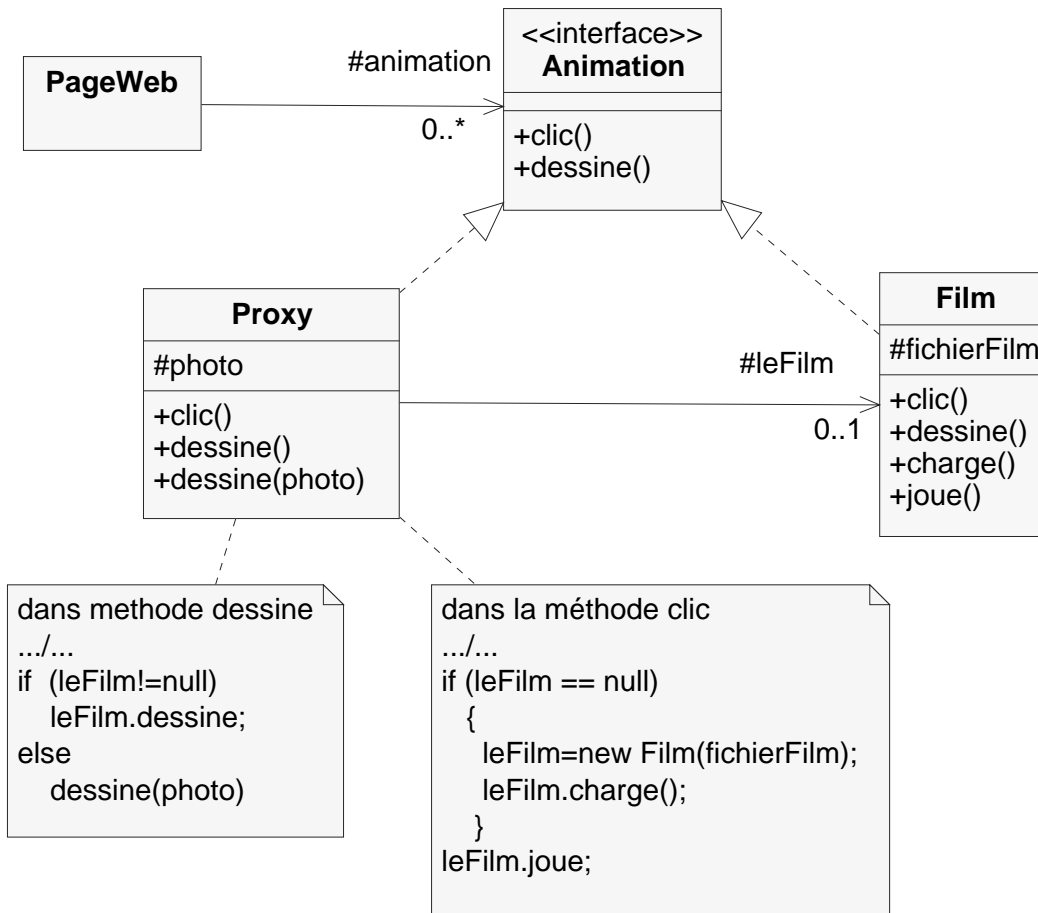 <<interface>>
Animation
+clic()
+dessine()
PageWeb
#animation
0..*
Proxy
#photo
+clic()
+dessine()
+dessine(photo)
#leFilm
0..1
Film
#fichierFilm
+clic()
+dessine()
+charge()
+joue()
dans methode dessine
.../...
if (leFilm!=null)
leFilm.dessine;
else
dessine(photo)
dans la méthode clic
.../...
if (leFilm == null)
{
leFilm=new Film(fichierFilm);
leFilm.charge();
}
leFilm.joue;